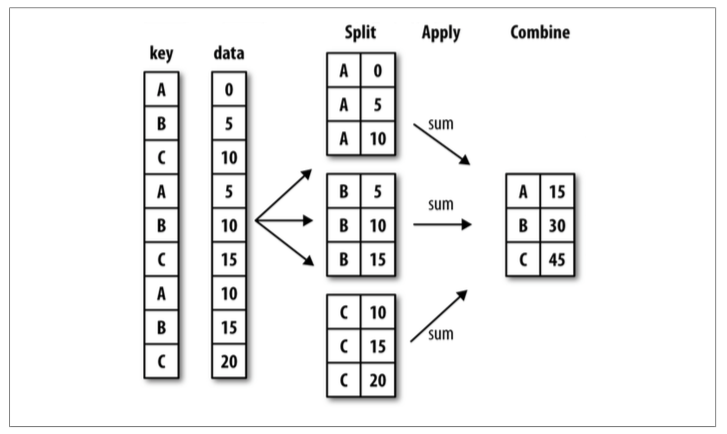 Split Apply Combine
key data
A 0
B 5
C 10
A 5
B 10
C 15
A 10
B 15
C 20
A 0
A 5
A 10
B 5
B 10
B 15
C 10
C 15
C 20
sum
sum
sum
A 15
B 30
C 45